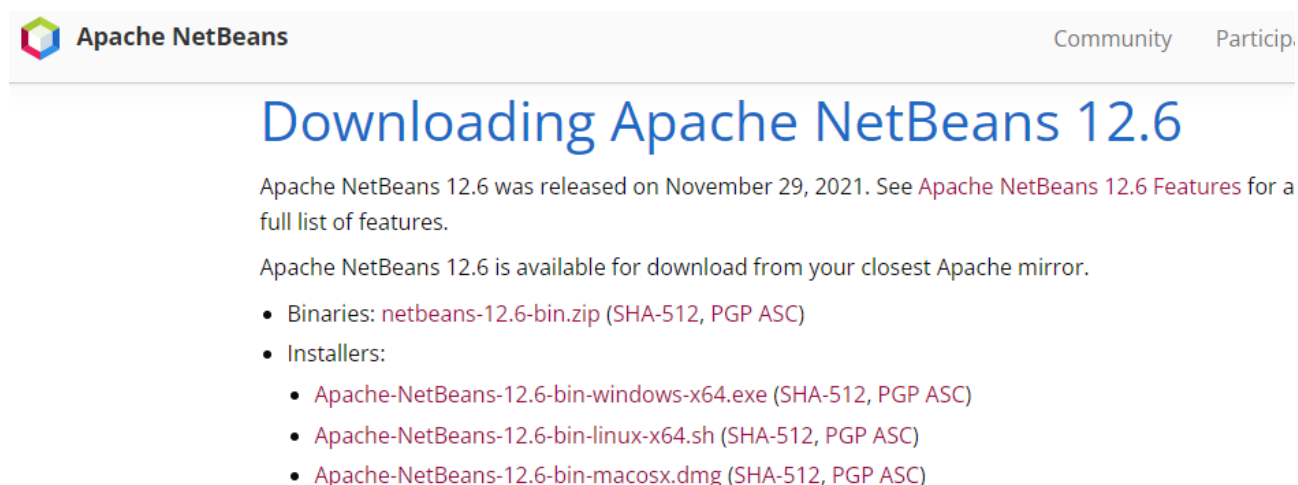 Apache NetBeans
Community
Downloading Apache NetBeans 12.6
Apache NetBeans 12.6 was released on November 29, 2021. See Apache NetBeans 12.6 Features for a
full list of features.
Apache NetBeans 12.6 is available for download from your closest Apache mirror.
Binaries: netbeans-12.6-bin.zip (SHA-512, PGP ASC)
Installers:
Apache-NetBeans-12.6-bin-windows-x64.exe (SHA-512, PGP ASC)
Apache-NetBeans-12.6-bin-linux-x64.sh (SHA-512, PGP ASC)
Apache-NetBeans-12.6-bin-macosx.dmg (SHA-512, PGP ASC)